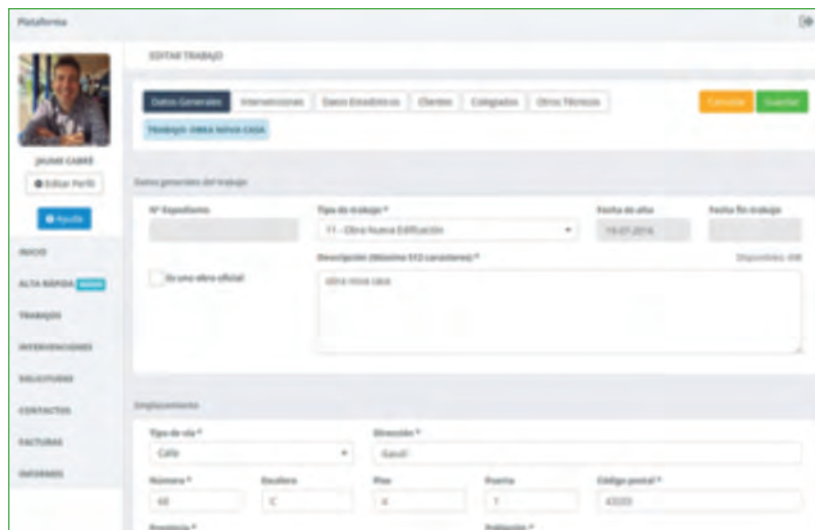 Plataforma
EDITAR TRABAJO
Datos Generales
Intervenciones
Datos Estadísticos
Clientes
Colegiados
Otros Técnicos
Cancelar
Guardar
TRABAJO: OBRA NOVA CASA
JAUME CABRÉ
Editar Perfil
Ayuda
INICIO
ALTA RÁPIDA
TRABAJOS
INTERVENCIONES
SOLICITUDES
CONTACTOS
FACTURAS
INFORMES
Datos generales del trabajo
Nº Expediente
Tipo de trabajo *
Fecha de alta
Fecha fin trabajo
11 - Obra Nueva Edificación
19-07-2016
Es una obra oficial
Descripción (Máximo 512 caracteres) *
Disponibles: 498
obra nova casa
Emplazamiento
Tipo de vía *
Dirección *
Calle
Gaudí
Número *
Escalera
Piso
Puerta
Código postal *
68
C
4
1
Provincia *
Población *